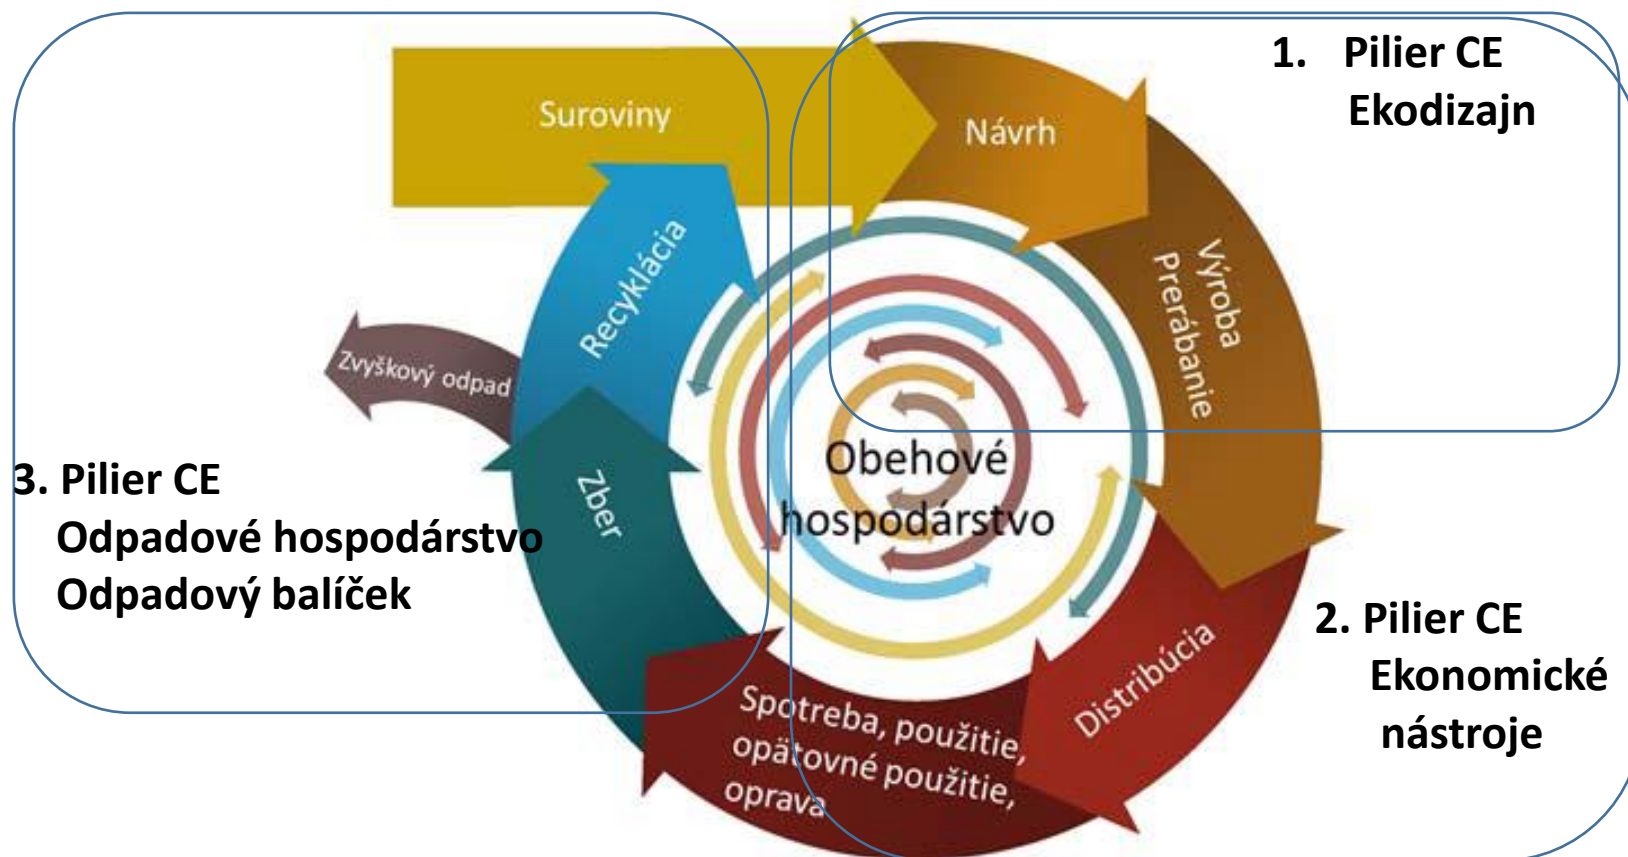 1. Pilier CE
Ekodizajn
Suroviny
Návrh
Výroba
Prerábanie
Recyklácia
Zvyškový odpad
Obehové
hospodárstvo
3. Pilier CE
Odpadové hospodárstvo
Odpadový balíček
Zber
2. Pilier CE
Ekonomické
nástroje
Distribúcia
Spotreba, použitie,
opätovné použitie,
oprava